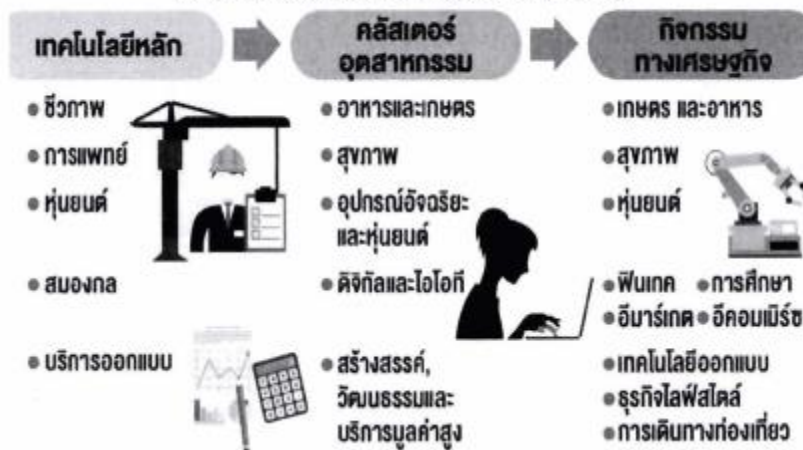 เทคโนโลยีหลัก
คลัสเตอร์
อุตสาหกรรม
กิจกรรม
ทางเศรษฐกิจ
ชีวภาพ
การแพทย์
หุ่นยนต์
สมองกล
บริการออกแบบ
อาหารและเกษตร
สุขภาพ
อุปกรณ์อัจฉริยะ
และหุ่นยนต์
ดิจิทัลและไอโอที
สร้างสรรค์,
วัฒนธรรมและ
บริการมูลค่าสูง
เกษตร และอาหาร
สุขภาพ
หุ่นยนต์
ฟินเทค การศึกษา
อีมาร์เกต อีคอมเมิร์ซ
เทคโนโลยีออกแบบ
ธุรกิจไลฟ์สไตล์
การเดินทางท่องเที่ยว